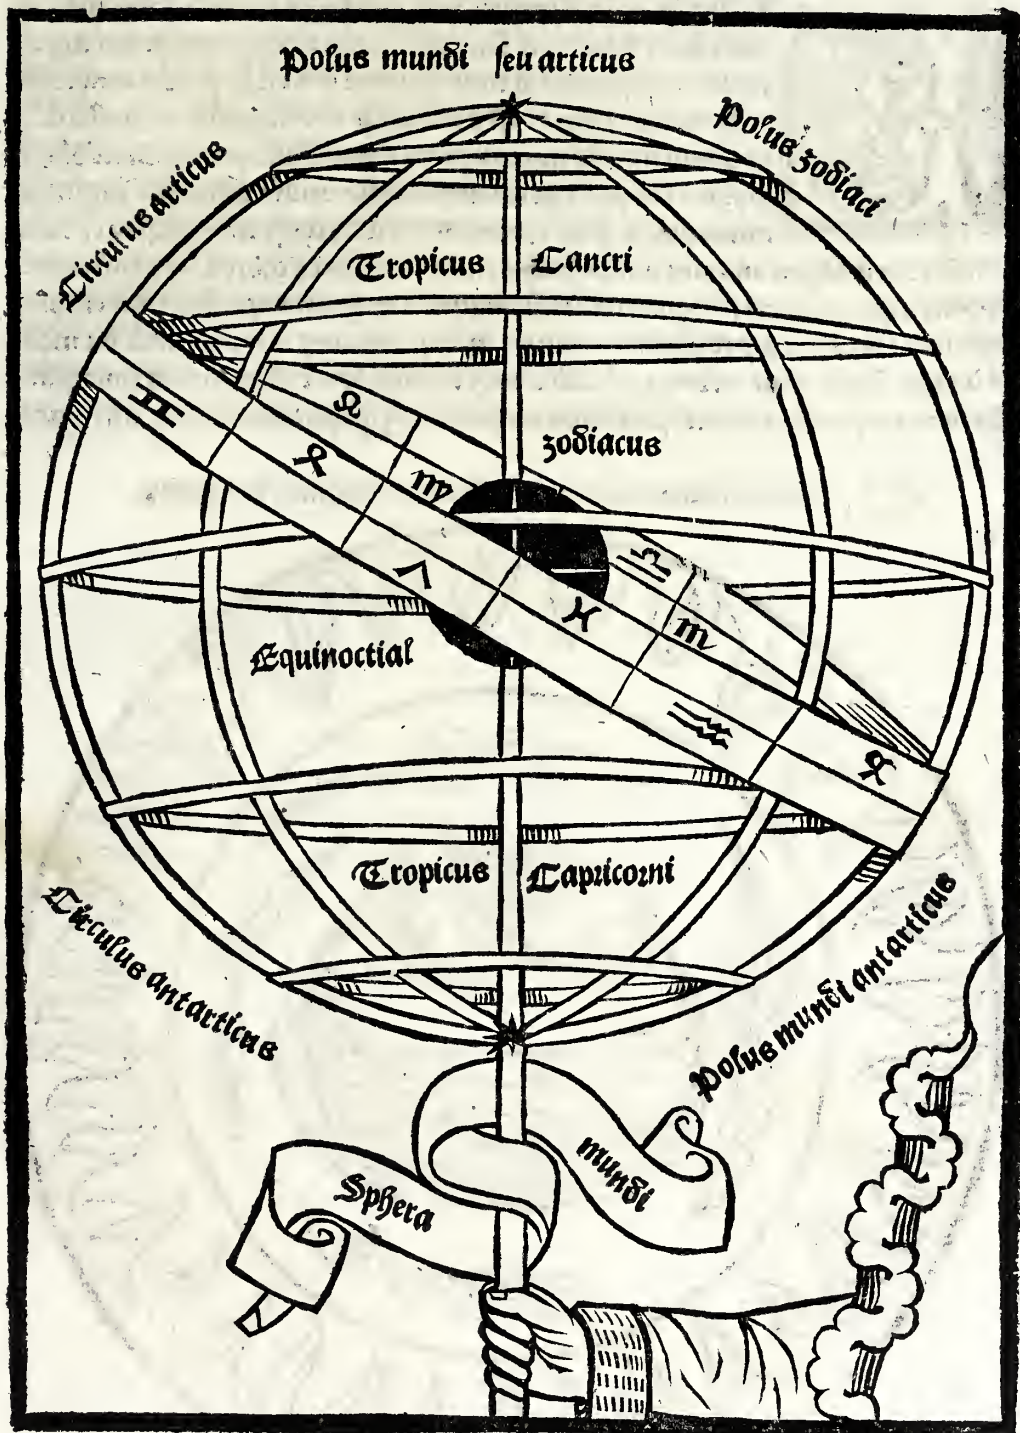 Polus mundi seu articus
Polus zodiaci
Circulus articus
Tropicus Cancri
zodiacus
♊ ♌
♉ ♍
♈ ♎
♓ ♏
♒
Equinoctial
Tropicus Capricorni
Circulus antarticus
Polus mundi antarticus
Sphera mundi